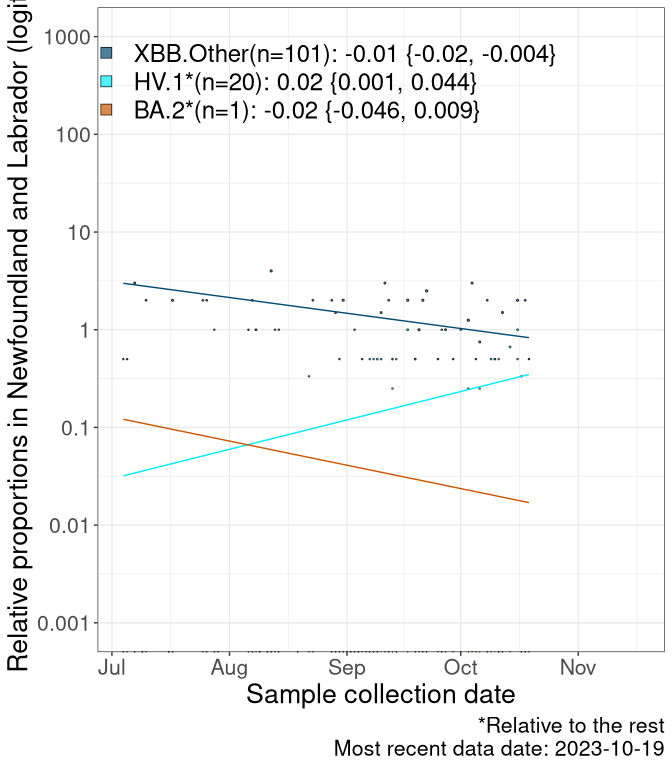 Relative proportions in Newfoundland and Labrador (logit
1000
100
10
1
0.1
0.01
0.001
XBB.Other(n=101): -0.01 {-0.02, -0.004}
HV.1*(n=20): 0.02 {0.001, 0.044}
BA.2*(n=1): -0.02 {-0.046, 0.009}
Jul Aug Sep Oct Nov
Sample collection date
*Relative to the rest
Most recent data date: 2023-10-19